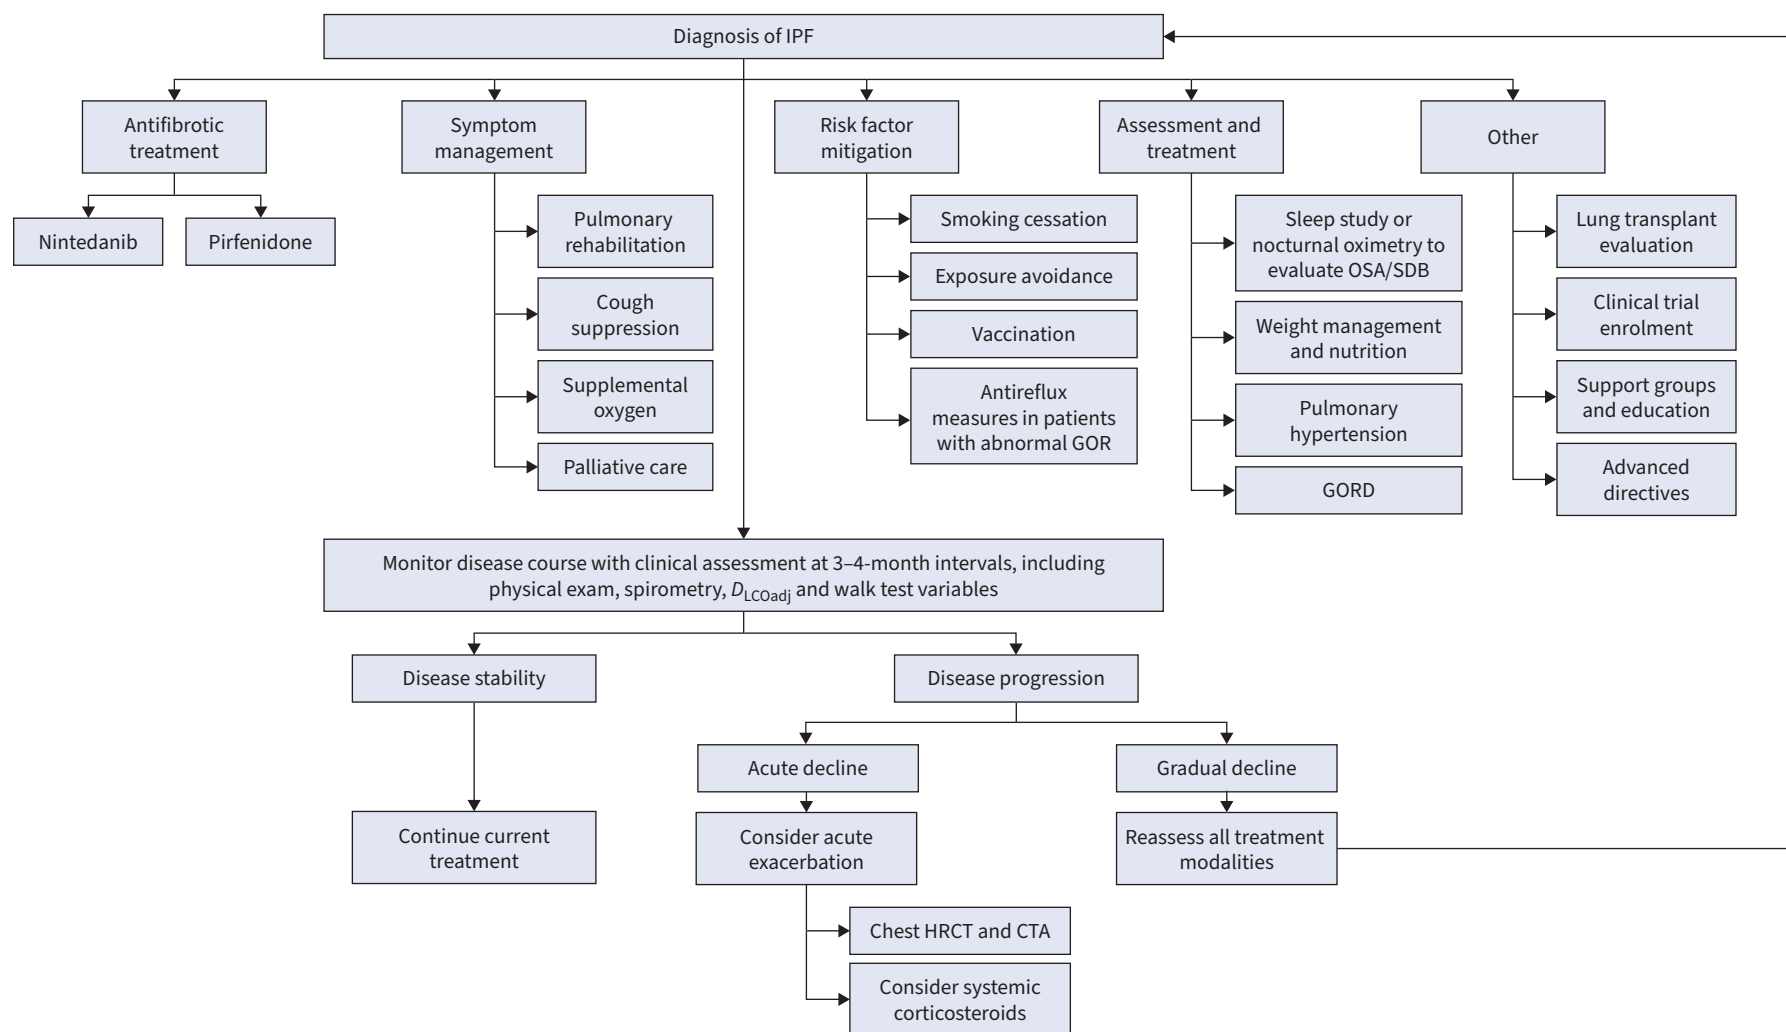 Diagnosis of IPF
Antifibrotic
treatment
Nintedanib
Pirfenidone
Symptom
management
Pulmonary
rehabilitation
Cough
suppression
Supplemental
oxygen
Palliative care
Risk factor
mitigation
Smoking cessation
Exposure avoidance
Vaccination
Antireflux
measures in patients
with abnormal GOR
Assessment and
treatment
Sleep study or
nocturnal oximetry to
evaluate OSA/SDB
Weight management
and nutrition
Pulmonary
hypertension
GORD
Other
Lung transplant
evaluation
Clinical trial
enrolment
Support groups
and education
Advanced
directives
Monitor disease course with clinical assessment at 3–4-month intervals, including
physical exam, spirometry, DLCOadj and walk test variables
Disease stability
Continue current
treatment
Disease progression
Acute decline
Consider acute
exacerbation
Chest HRCT and CTA
Consider systemic
corticosteroids
Gradual decline
Reassess all treatment
modalities